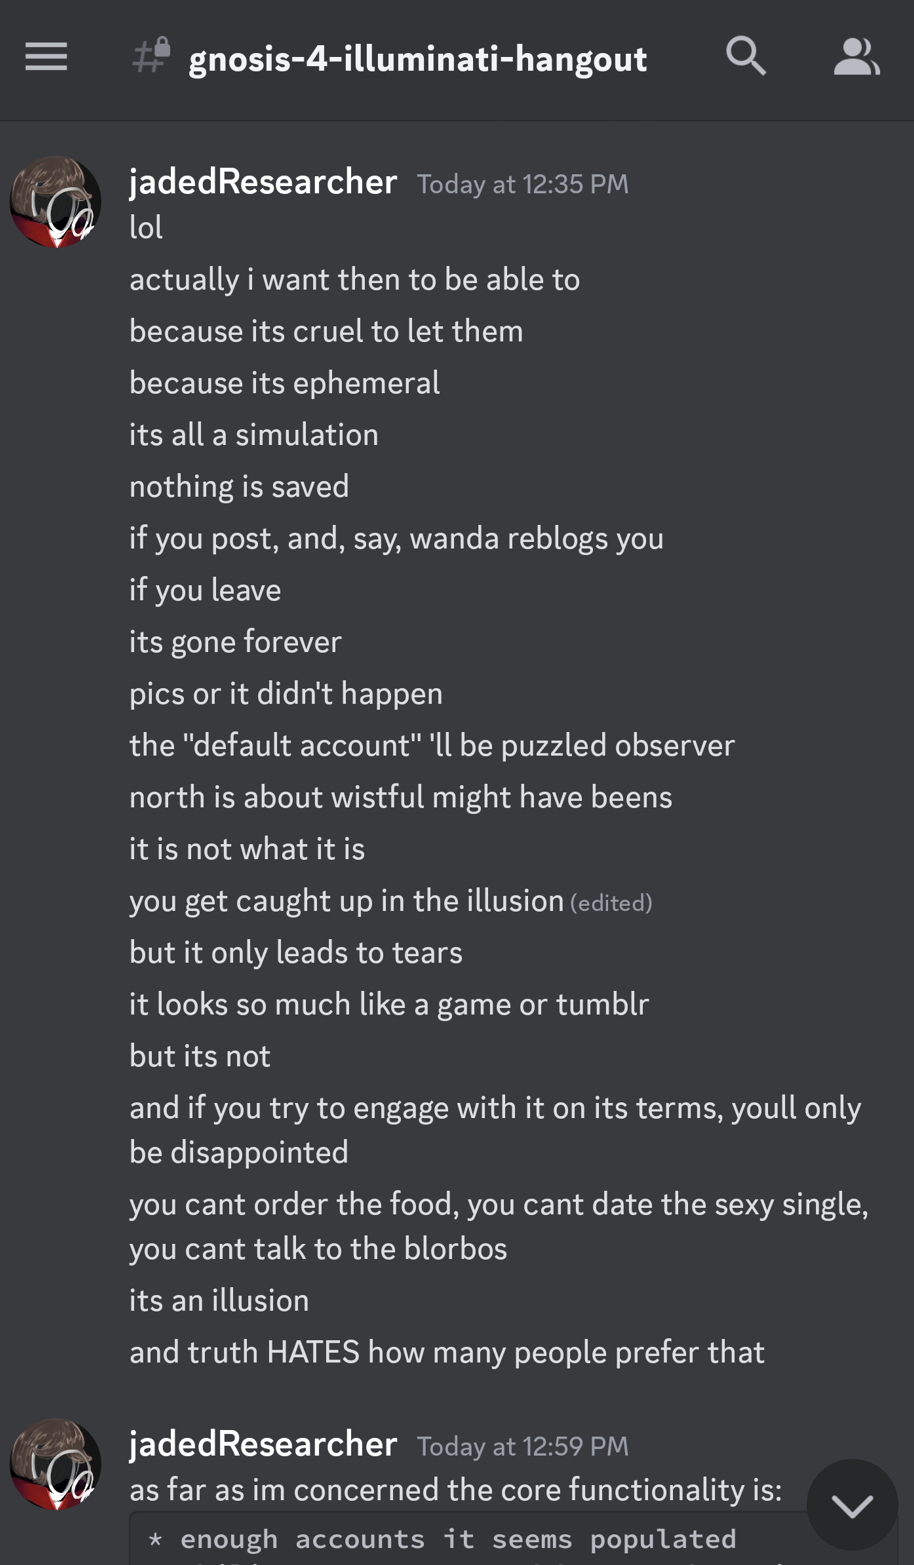 gnosis-4-illuminati-hangout
jadedResearcher Today at 12:35 PM
lol
actually i want then to be able to
because its cruel to let them
because its ephemeral
its all a simulation
nothing is saved
if you post, and, say, wanda reblogs you
if you leave
its gone forever
pics or it didn't happen
the "default account" 'll be puzzled observer
north is about wistful might have beens
it is not what it is
you get caught up in the illusion (edited)
but it only leads to tears
it looks so much like a game or tumblr
but its not
and if you try to engage with it on its terms, youll only
be disappointed
you cant order the food, you cant date the sexy single,
you cant talk to the blorbos
its an illusion
and truth HATES how many people prefer that
jadedResearcher Today at 12:59 PM
as far as im concerned the core functionality is:
* enough accounts it seems populated